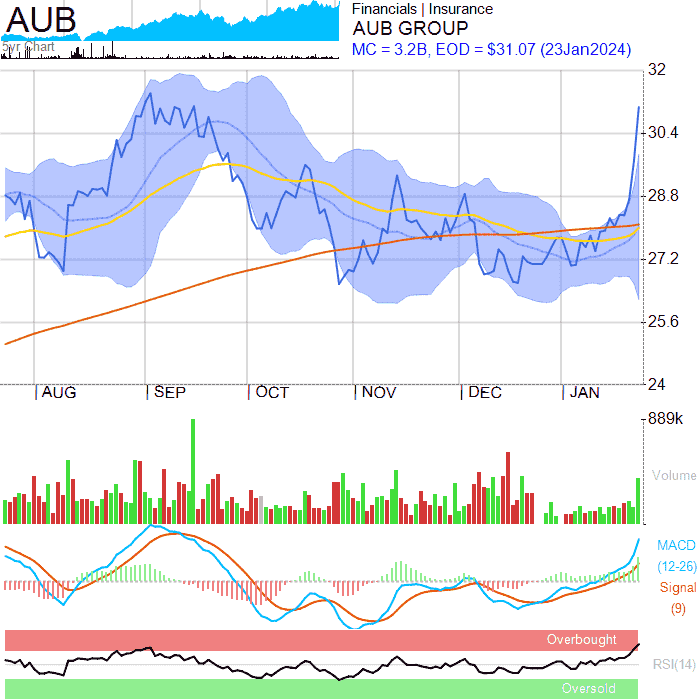 AUB
5yr Chart
Financials | Insurance
AUB GROUP
MC = 3.2B, EOD = $31.07 (23Jan2024)
32
30.4
28.8
27.2
25.6
24
AUG SEP OCT NOV DEC JAN
889k
Volume
MACD
(12-26)
Signal
(9)
Overbought
RSI(14)
Oversold